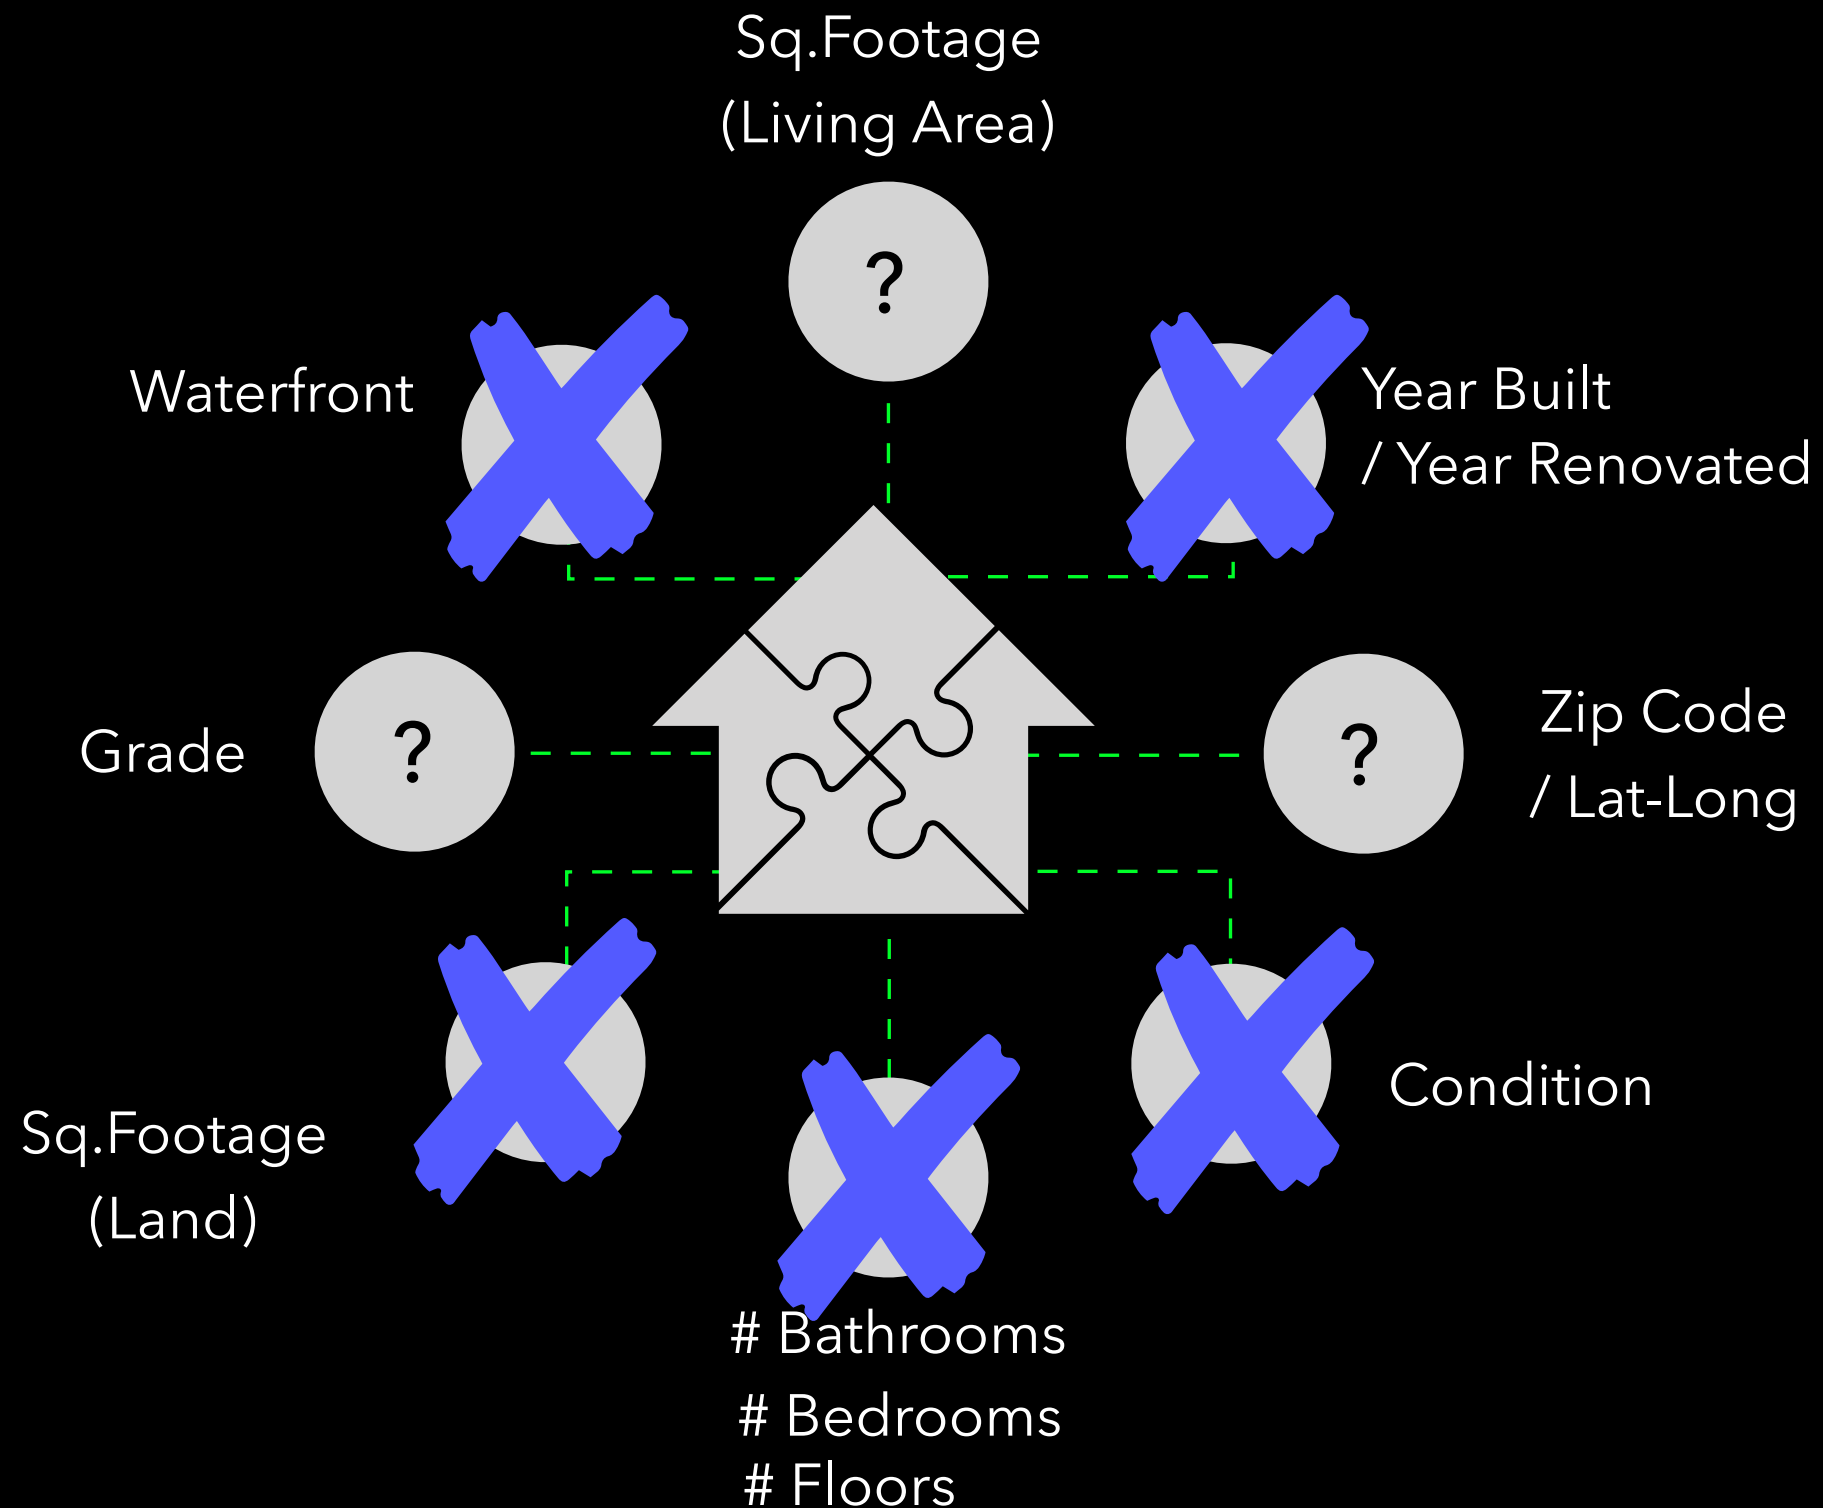 Sq.Footage
(Living Area)
?
Waterfront
Year Built
/ Year Renovated
Grade
?
?
Zip Code
/ Lat-Long
Sq.Footage
(Land)
Condition
# Bathrooms
# Bedrooms
# Floors